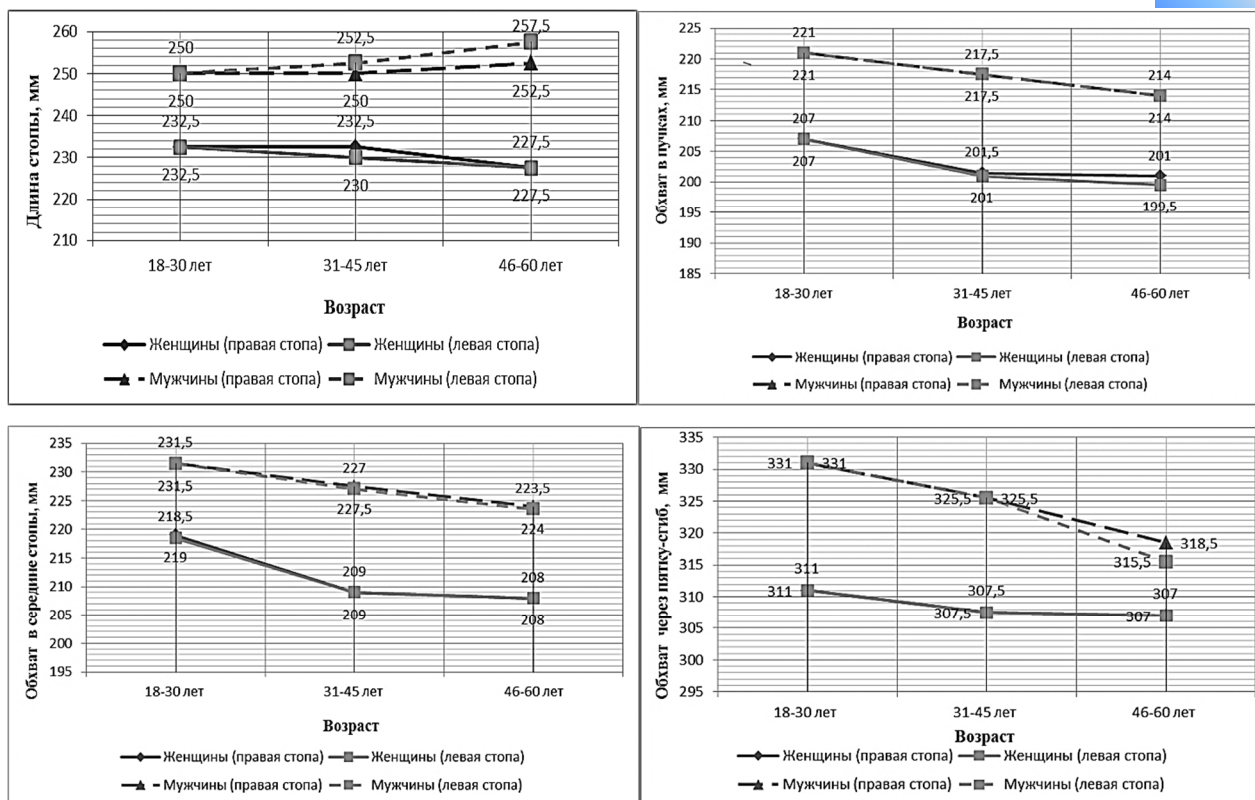 Длина стопы, мм
260
250
240
230
220
210
250
252,5
257,5
250
250
252,5
232,5
232,5
227,5
232,5
230
227,5
18-30 лет
31-45 лет
46-60 лет
Возраст
Женщины (правая стопа)
Женщины (левая стопа)
Мужчины (правая стопа)
Мужчины (левая стопа)
Обхват в пучках, мм
225
220
215
210
205
200
195
190
185
221
217,5
214
221
217,5
214
207
201,5
201
207
201
199,5
18-30 лет
31-45 лет
46-60 лет
Возраст
Женщины (правая стопа)
Женщины (левая стопа)
Мужчины (правая стопа)
Мужчины (левая стопа)
Обхват в середине стопы, мм
235
230
225
220
215
210
205
200
195
231,5
227
223,5
231,5
227,5
224
218,5
209
208
219
209
208
18-30 лет
31-45 лет
46-60 лет
Возраст
Женщины (правая стопа)
Женщины (левая стопа)
Мужчины (правая стопа)
Мужчины (левая стопа)
Обхват через пятку-сгиб, мм
335
330
325
320
315
310
305
300
295
331
331
325,5
325,5
318,5
315,5
311
311
307,5
307,5
307
307
18-30 лет
31-45 лет
46-60 лет
Возраст
Женщины (правая стопа)
Женщины (левая стопа)
Мужчины (правая стопа)
Мужчины (левая стопа)